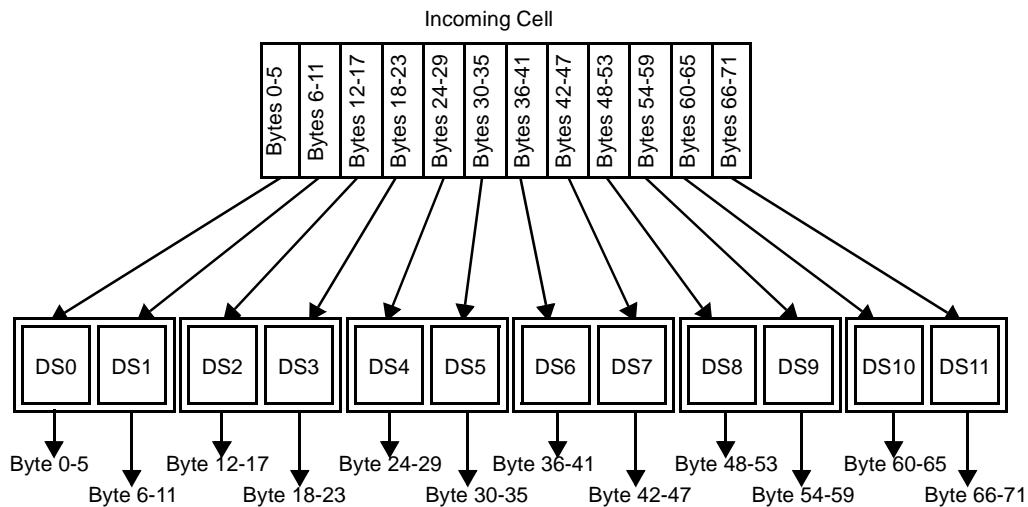 Incoming Cell
Bytes 0-5
Bytes 6-11
Bytes 12-17
Bytes 18-23
Bytes 24-29
Bytes 30-35
Bytes 36-41
Bytes 42-47
Bytes 48-53
Bytes 54-59
Bytes 60-65
Bytes 66-71
DS0
DS1
DS2
DS3
DS4
DS5
DS6
DS7
DS8
DS9
DS10
DS11
Byte 0-5
Byte 12-17
Byte 24-29
Byte 36-41
Byte 48-53
Byte 60-65
Byte 6-11
Byte 18-23
Byte 30-35
Byte 42-47
Byte 54-59
Byte 66-71